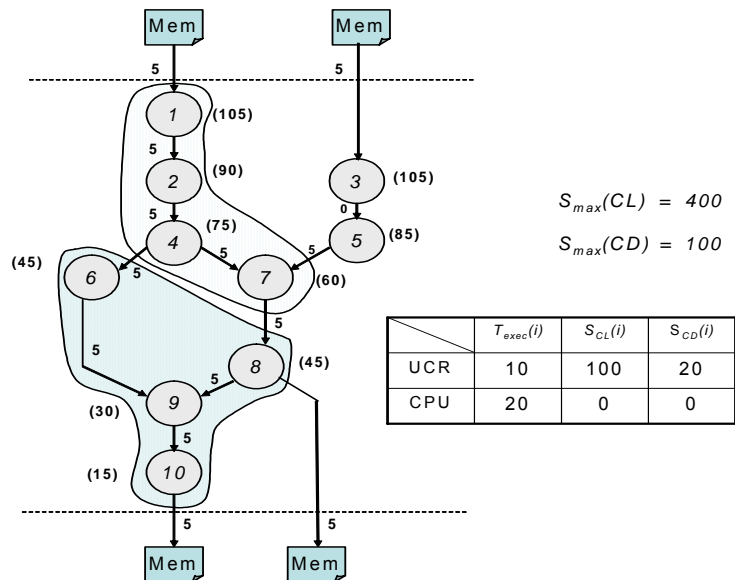 Mem Mem
5 5
1 (105)
5
2 (90) 3 (105)
5 0
4 (75) 5 (85)
(45) 5 5 5
6 7 (60)
5
5 8 (45)
5
(30) 9
5
(15) 10
5 5
Mem Mem
S_max(CL) = 400
S_max(CD) = 100
T_exec(i) S_CL(i) S_CD(i)
UCR 10 100 20
CPU 20 0 0